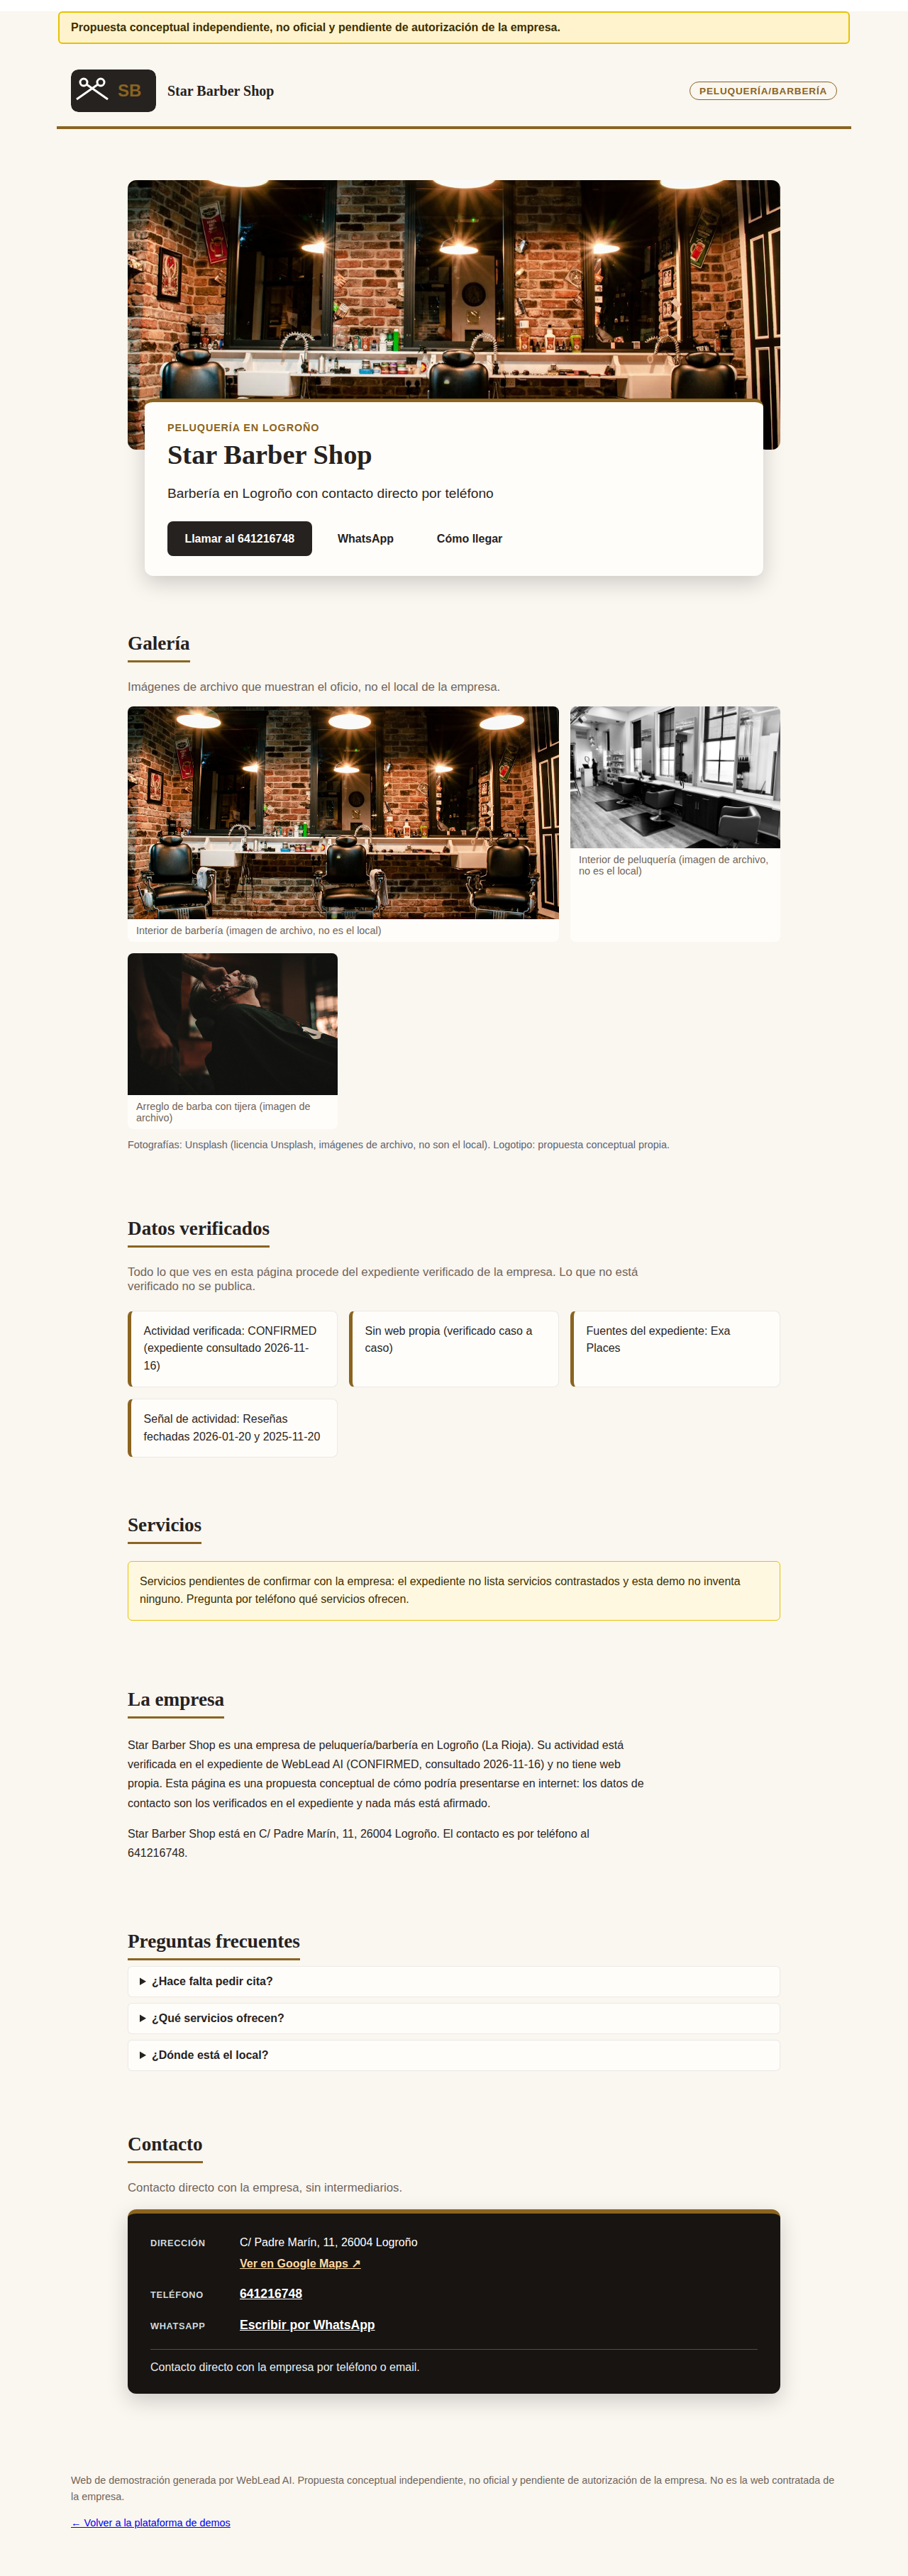 Propuesta conceptual independiente, no oficial y pendiente de autorización de la empresa.
SB
Star Barber Shop
PELUQUERÍA/BARBERÍA
PELUQUERÍA EN LOGROÑO
Star Barber Shop
Barbería en Logroño con contacto directo por teléfono
Llamar al 641216748
WhatsApp
Cómo llegar
Galería
Imágenes de archivo que muestran el oficio, no el local de la empresa.
Interior de barbería (imagen de archivo, no es el local)
Interior de peluquería (imagen de archivo,
no es el local)
Arreglo de barba con tijera (imagen de
archivo)
Fotografías: Unsplash (licencia Unsplash, imágenes de archivo, no son el local). Logotipo: propuesta conceptual propia.
Datos verificados
Todo lo que ves en esta página procede del expediente verificado de la empresa. Lo que no está
verificado no se publica.
Actividad verificada: CONFIRMED
(expediente consultado 2026-11-
16)
Sin web propia (verificado caso a
caso)
Fuentes del expediente: Exa
Places
Señal de actividad: Reseñas
fechadas 2026-01-20 y 2025-11-20
Servicios
Servicios pendientes de confirmar con la empresa: el expediente no lista servicios contrastados y esta demo no inventa
ninguno. Pregunta por teléfono qué servicios ofrecen.
La empresa
Star Barber Shop es una empresa de peluquería/barbería en Logroño (La Rioja). Su actividad está
verificada en el expediente de WebLead AI (CONFIRMED, consultado 2026-11-16) y no tiene web
propia. Esta página es una propuesta conceptual de cómo podría presentarse en internet: los datos de
contacto son los verificados en el expediente y nada más está afirmado.
Star Barber Shop está en C/ Padre Marín, 11, 26004 Logroño. El contacto es por teléfono al
641216748.
Preguntas frecuentes
▶ ¿Hace falta pedir cita?
▶ ¿Qué servicios ofrecen?
▶ ¿Dónde está el local?
Contacto
Contacto directo con la empresa, sin intermediarios.
DIRECCIÓN
C/ Padre Marín, 11, 26004 Logroño
Ver en Google Maps ↗
TELÉFONO
641216748
WHATSAPP
Escribir por WhatsApp
Contacto directo con la empresa por teléfono o email.
Web de demostración generada por WebLead AI. Propuesta conceptual independiente, no oficial y pendiente de autorización de la empresa. No es la web contratada de
la empresa.
← Volver a la plataforma de demos